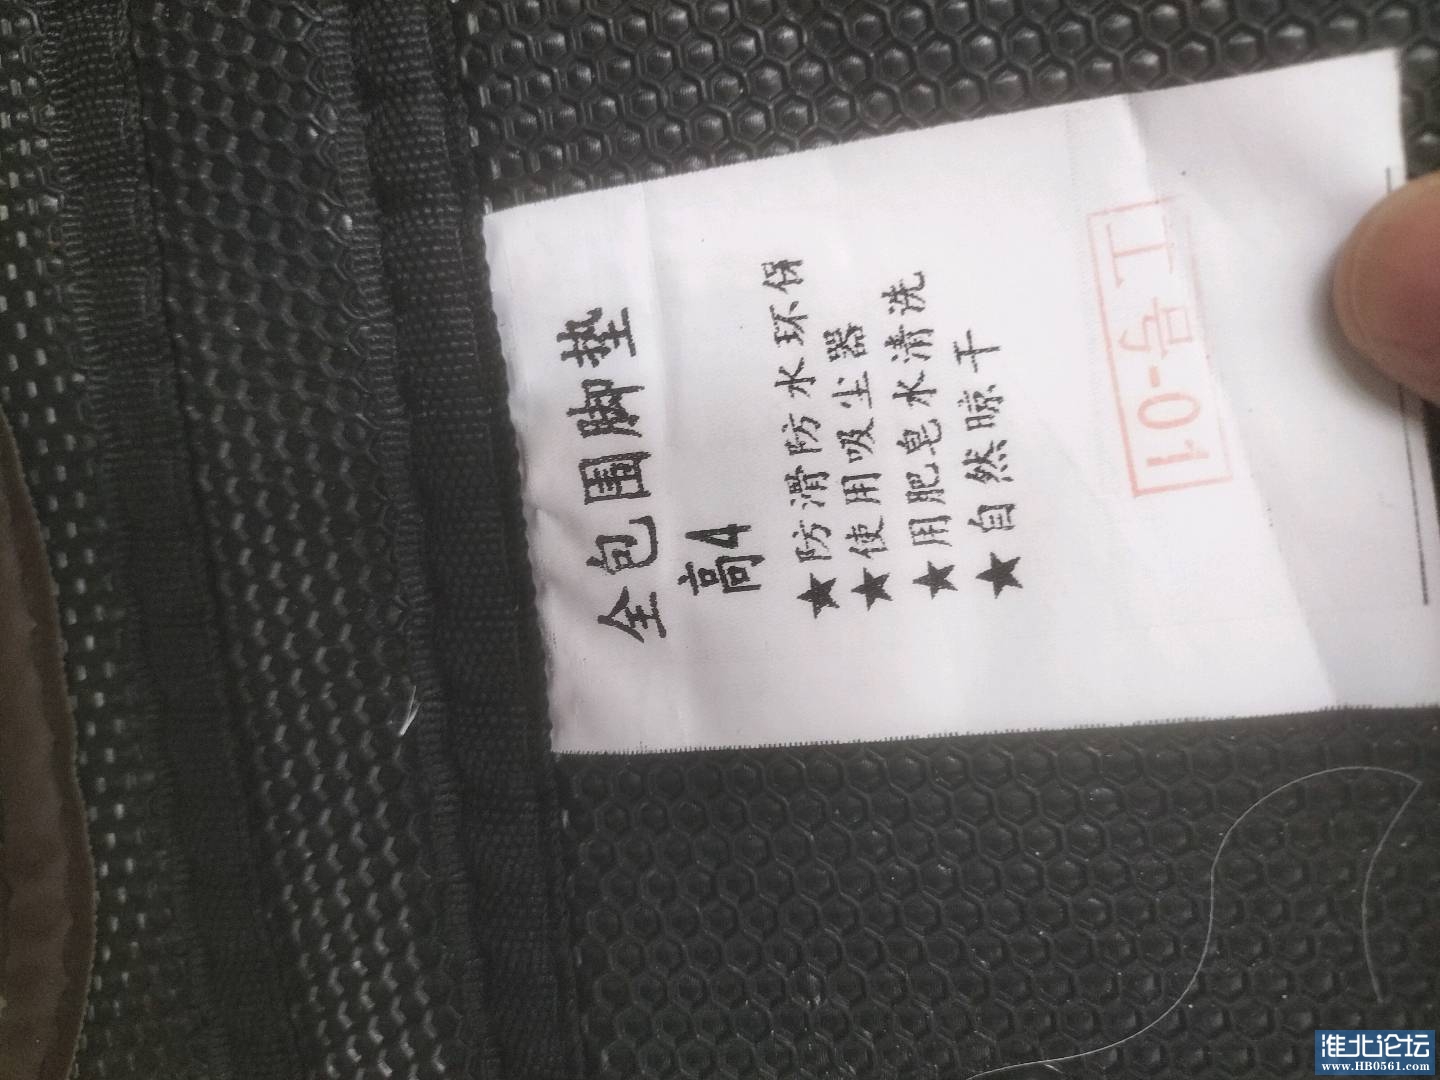 全包围脚垫
高4
★防滑防水环保
★使用吸尘器
★用肥皂水清洗
★自然晾干
工号-01
淮北论坛
www.HB0561.com